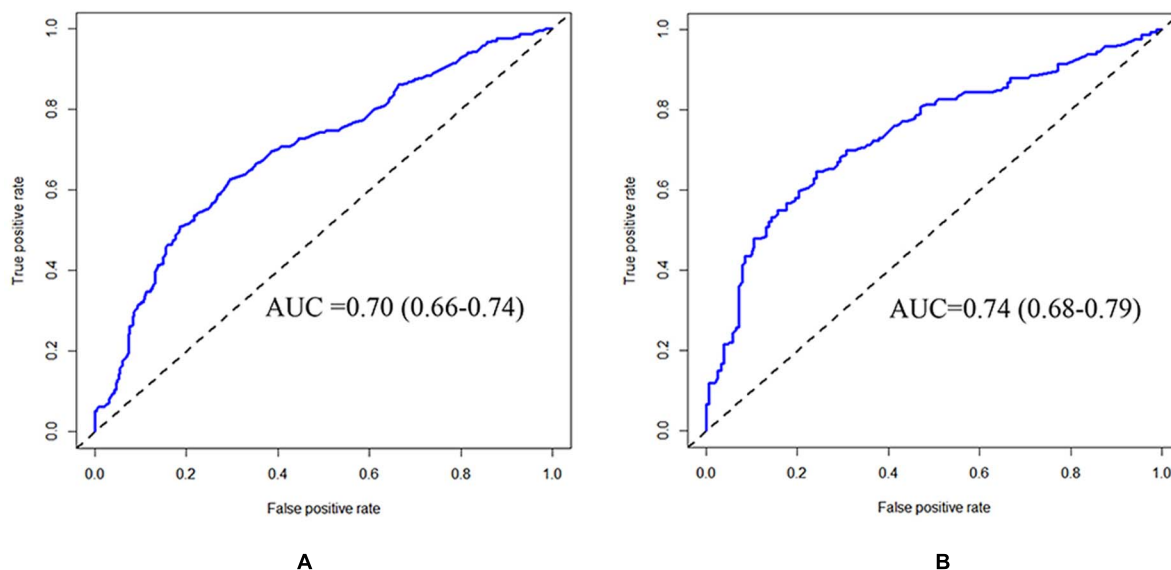 1.0
0.8
0.6
0.4
0.2
0.0
True positive rate
AUC =0.70 (0.66-0.74)
0.0 0.2 0.4 0.6 0.8 1.0
False positive rate
A
1.0
0.8
0.6
0.4
0.2
0.0
True positive rate
AUC=0.74 (0.68-0.79)
0.0 0.2 0.4 0.6 0.8 1.0
False positive rate
B